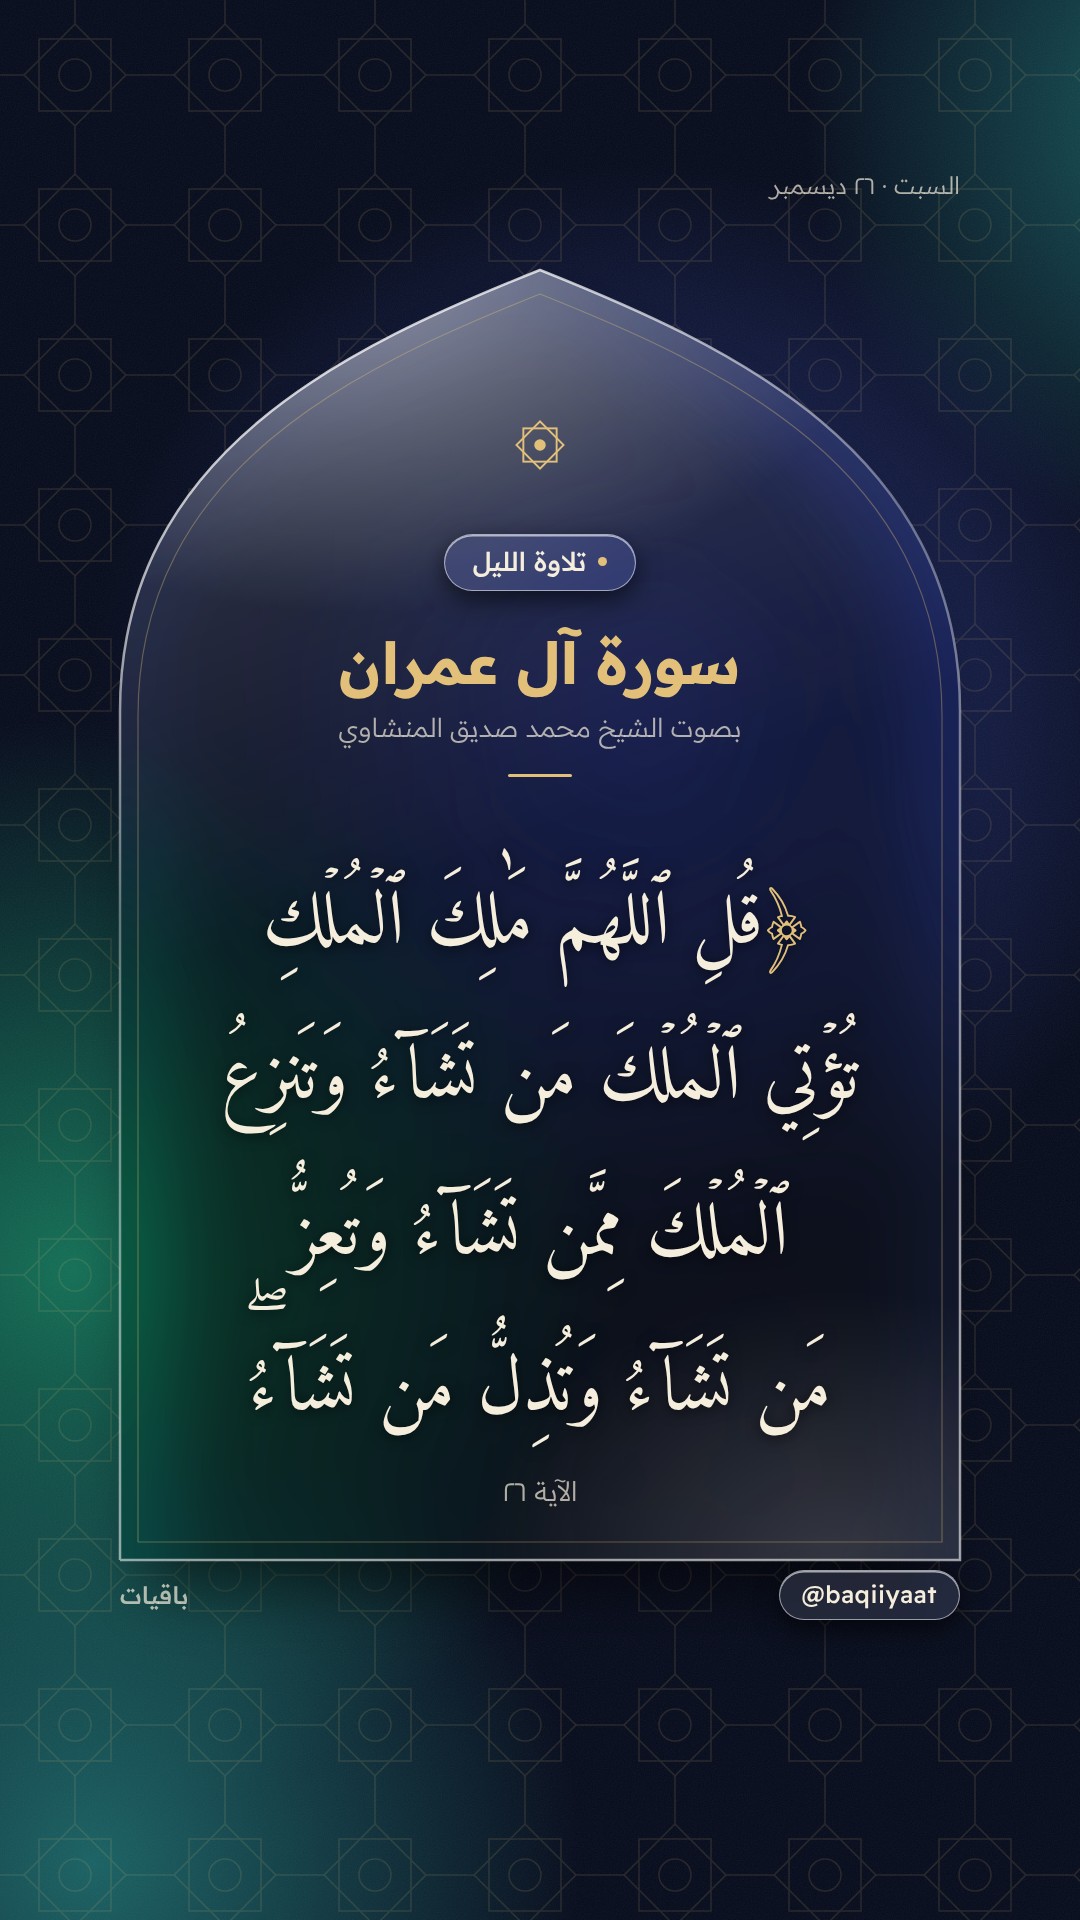 السبت · ٢٦ ديسمبر
• تلاوة الليل
سورة آل عمران
بصوت الشيخ محمد صديق المنشاوي
﴿قُلِ ٱللَّهُمَّ مَٰلِكَ ٱلۡمُلۡكِ
تُؤۡتِي ٱلۡمُلۡكَ مَن تَشَآءُ وَتَنزِعُ
ٱلۡمُلۡكَ مِمَّن تَشَآءُ وَتُعِزُّ
مَن تَشَآءُ وَتُذِلُّ مَن تَشَآءُۖ
الآية ٢٦
@baqiiyaat
باقيات